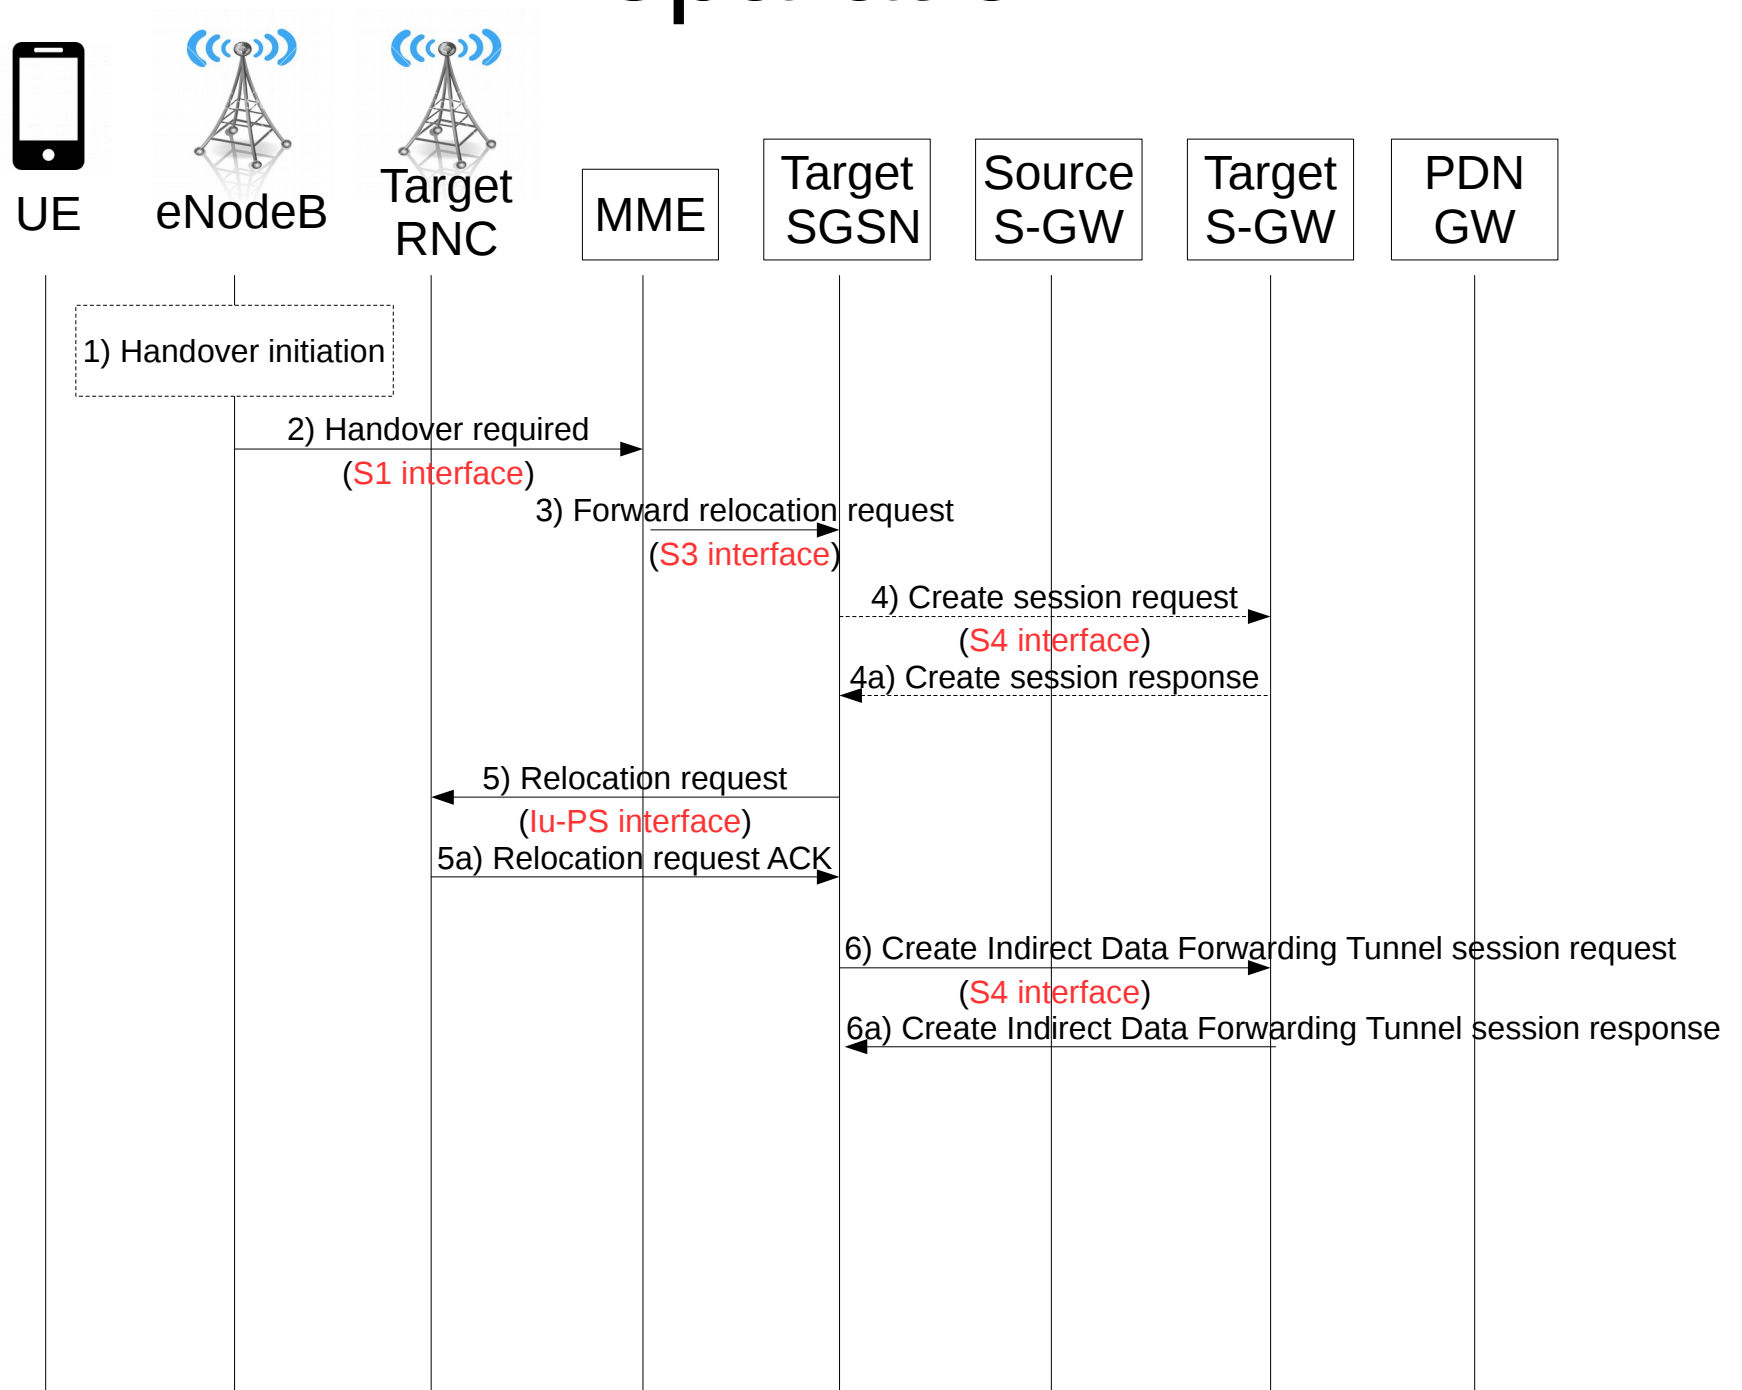 UE
eNodeB
Target
RNC
MME
Target
SGSN
Source
S-GW
Target
S-GW
PDN
GW
1) Handover initiation
2) Handover required
(S1 interface)
3) Forward relocation request
(S3 interface)
4) Create session request
(S4 interface)
4a) Create session response
5) Relocation request
(Iu-PS interface)
5a) Relocation request ACK
6) Create Indirect Data Forwarding Tunnel session request
(S4 interface)
6a) Create Indirect Data Forwarding Tunnel session response